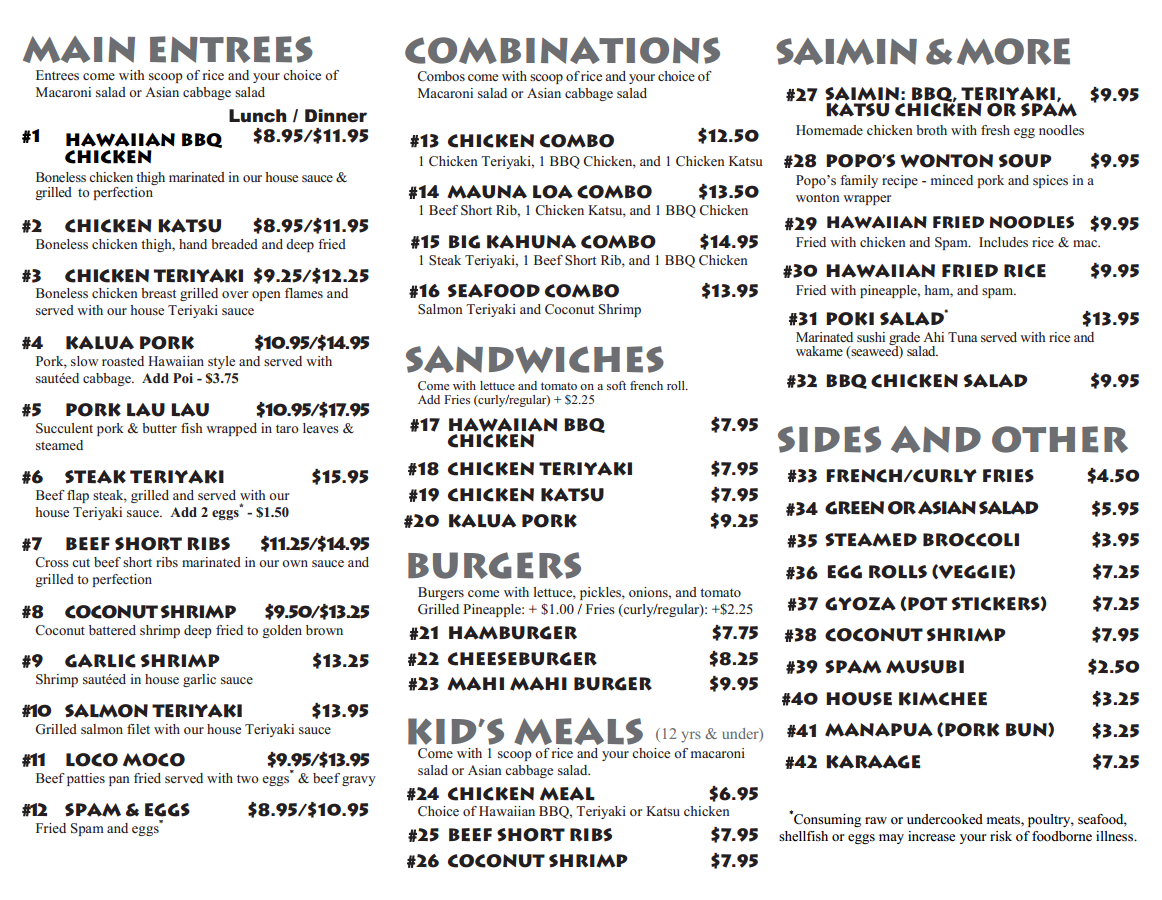 MAIN ENTREES
Entrees come with scoop of rice and your choice of
Macaroni salad or Asian cabbage salad
Lunch / Dinner
#1 HAWAIIAN BBQ $8.95/$11.95
CHICKEN
Boneless chicken thigh marinated in our house sauce &
grilled to perfection
#2 CHICKEN KATSU $8.95/$11.95
Boneless chicken thigh, hand breaded and deep fried
#3 CHICKEN TERIYAKI $9.25/$12.25
Boneless chicken breast grilled over open flames and
served with our house Teriyaki sauce
#4 KALUA PORK $10.95/$14.95
Pork, slow roasted Hawaiian style and served with
sautéed cabbage. Add Poi - $3.75
#5 PORK LAU LAU $10.95/$17.95
Succulent pork & butter fish wrapped in taro leaves &
steamed
#6 STEAK TERIYAKI $15.95
Beef flap steak, grilled and served with our
house Teriyaki sauce. Add 2 eggs* - $1.50
#7 BEEF SHORT RIBS $11.25/$14.95
Cross cut beef short ribs marinated in our own sauce and
grilled to perfection
#8 COCONUT SHRIMP $9.50/$13.25
Coconut battered shrimp deep fried to golden brown
#9 GARLIC SHRIMP $13.25
Shrimp sautéed in house garlic sauce
#10 SALMON TERIYAKI $13.95
Grilled salmon filet with our house Teriyaki sauce
#11 LOCO MOCO $9.95/$13.95
Beef patties pan fried served with two eggs* & beef gravy
#12 SPAM & EGGS $8.95/$10.95
Fried Spam and eggs*
COMBINATIONS
Combos come with scoop of rice and your choice of
Macaroni salad or Asian cabbage salad
#13 CHICKEN COMBO $12.50
1 Chicken Teriyaki, 1 BBQ Chicken, and 1 Chicken Katsu
#14 MAUNA LOA COMBO $13.50
1 Beef Short Rib, 1 Chicken Katsu, and 1 BBQ Chicken
#15 BIG KAHUNA COMBO $14.95
1 Steak Teriyaki, 1 Beef Short Rib, and 1 BBQ Chicken
#16 SEAFOOD COMBO $13.95
Salmon Teriyaki and Coconut Shrimp
SANDWICHES
Come with lettuce and tomato on a soft french roll.
Add Fries (curly/regular) + $2.25
#17 HAWAIIAN BBQ $7.95
CHICKEN
#18 CHICKEN TERIYAKI $7.95
#19 CHICKEN KATSU $7.95
#20 KALUA PORK $9.25
BURGERS
Burgers come with lettuce, pickles, onions, and tomato
Grilled Pineapple: + $1.00 / Fries (curly/regular): +$2.25
#21 HAMBURGER $7.75
#22 CHEESEBURGER $8.25
#23 MAHI MAHI BURGER $9.95
KID'S MEALS (12 yrs & under)
Come with 1 scoop of rice and your choice of macaroni
salad or Asian cabbage salad.
#24 CHICKEN MEAL $6.95
Choice of Hawaiian BBQ, Teriyaki or Katsu chicken
#25 BEEF SHORT RIBS $7.95
#26 COCONUT SHRIMP $7.95
SAIMIN & MORE
#27 SAIMIN: BBQ, TERIYAKI, $9.95
KATSU CHICKEN OR SPAM
Homemade chicken broth with fresh egg noodles
#28 POPO'S WONTON SOUP $9.95
Popo's family recipe - minced pork and spices in a
wonton wrapper
#29 HAWAIIAN FRIED NOODLES $9.95
Fried with chicken and Spam. Includes rice & mac.
#30 HAWAIIAN FRIED RICE $9.95
Fried with pineapple, ham, and spam.
#31 POKI SALAD* $13.95
Marinated sushi grade Ahi Tuna served with rice and
wakame (seaweed) salad.
#32 BBQ CHICKEN SALAD $9.95
SIDES AND OTHER
#33 FRENCH/CURLY FRIES $4.50
#34 GREEN OR ASIAN SALAD $5.95
#35 STEAMED BROCCOLI $3.95
#36 EGG ROLLS (VEGGIE) $7.25
#37 GYOZA (POT STICKERS) $7.25
#38 COCONUT SHRIMP $7.95
#39 SPAM MUSUBI $2.50
#40 HOUSE KIMCHEE $3.25
#41 MANAPUA (PORK BUN) $3.25
#42 KARAAGE $7.25
*Consuming raw or undercooked meats, poultry, seafood,
shellfish or eggs may increase your risk of foodborne illness.